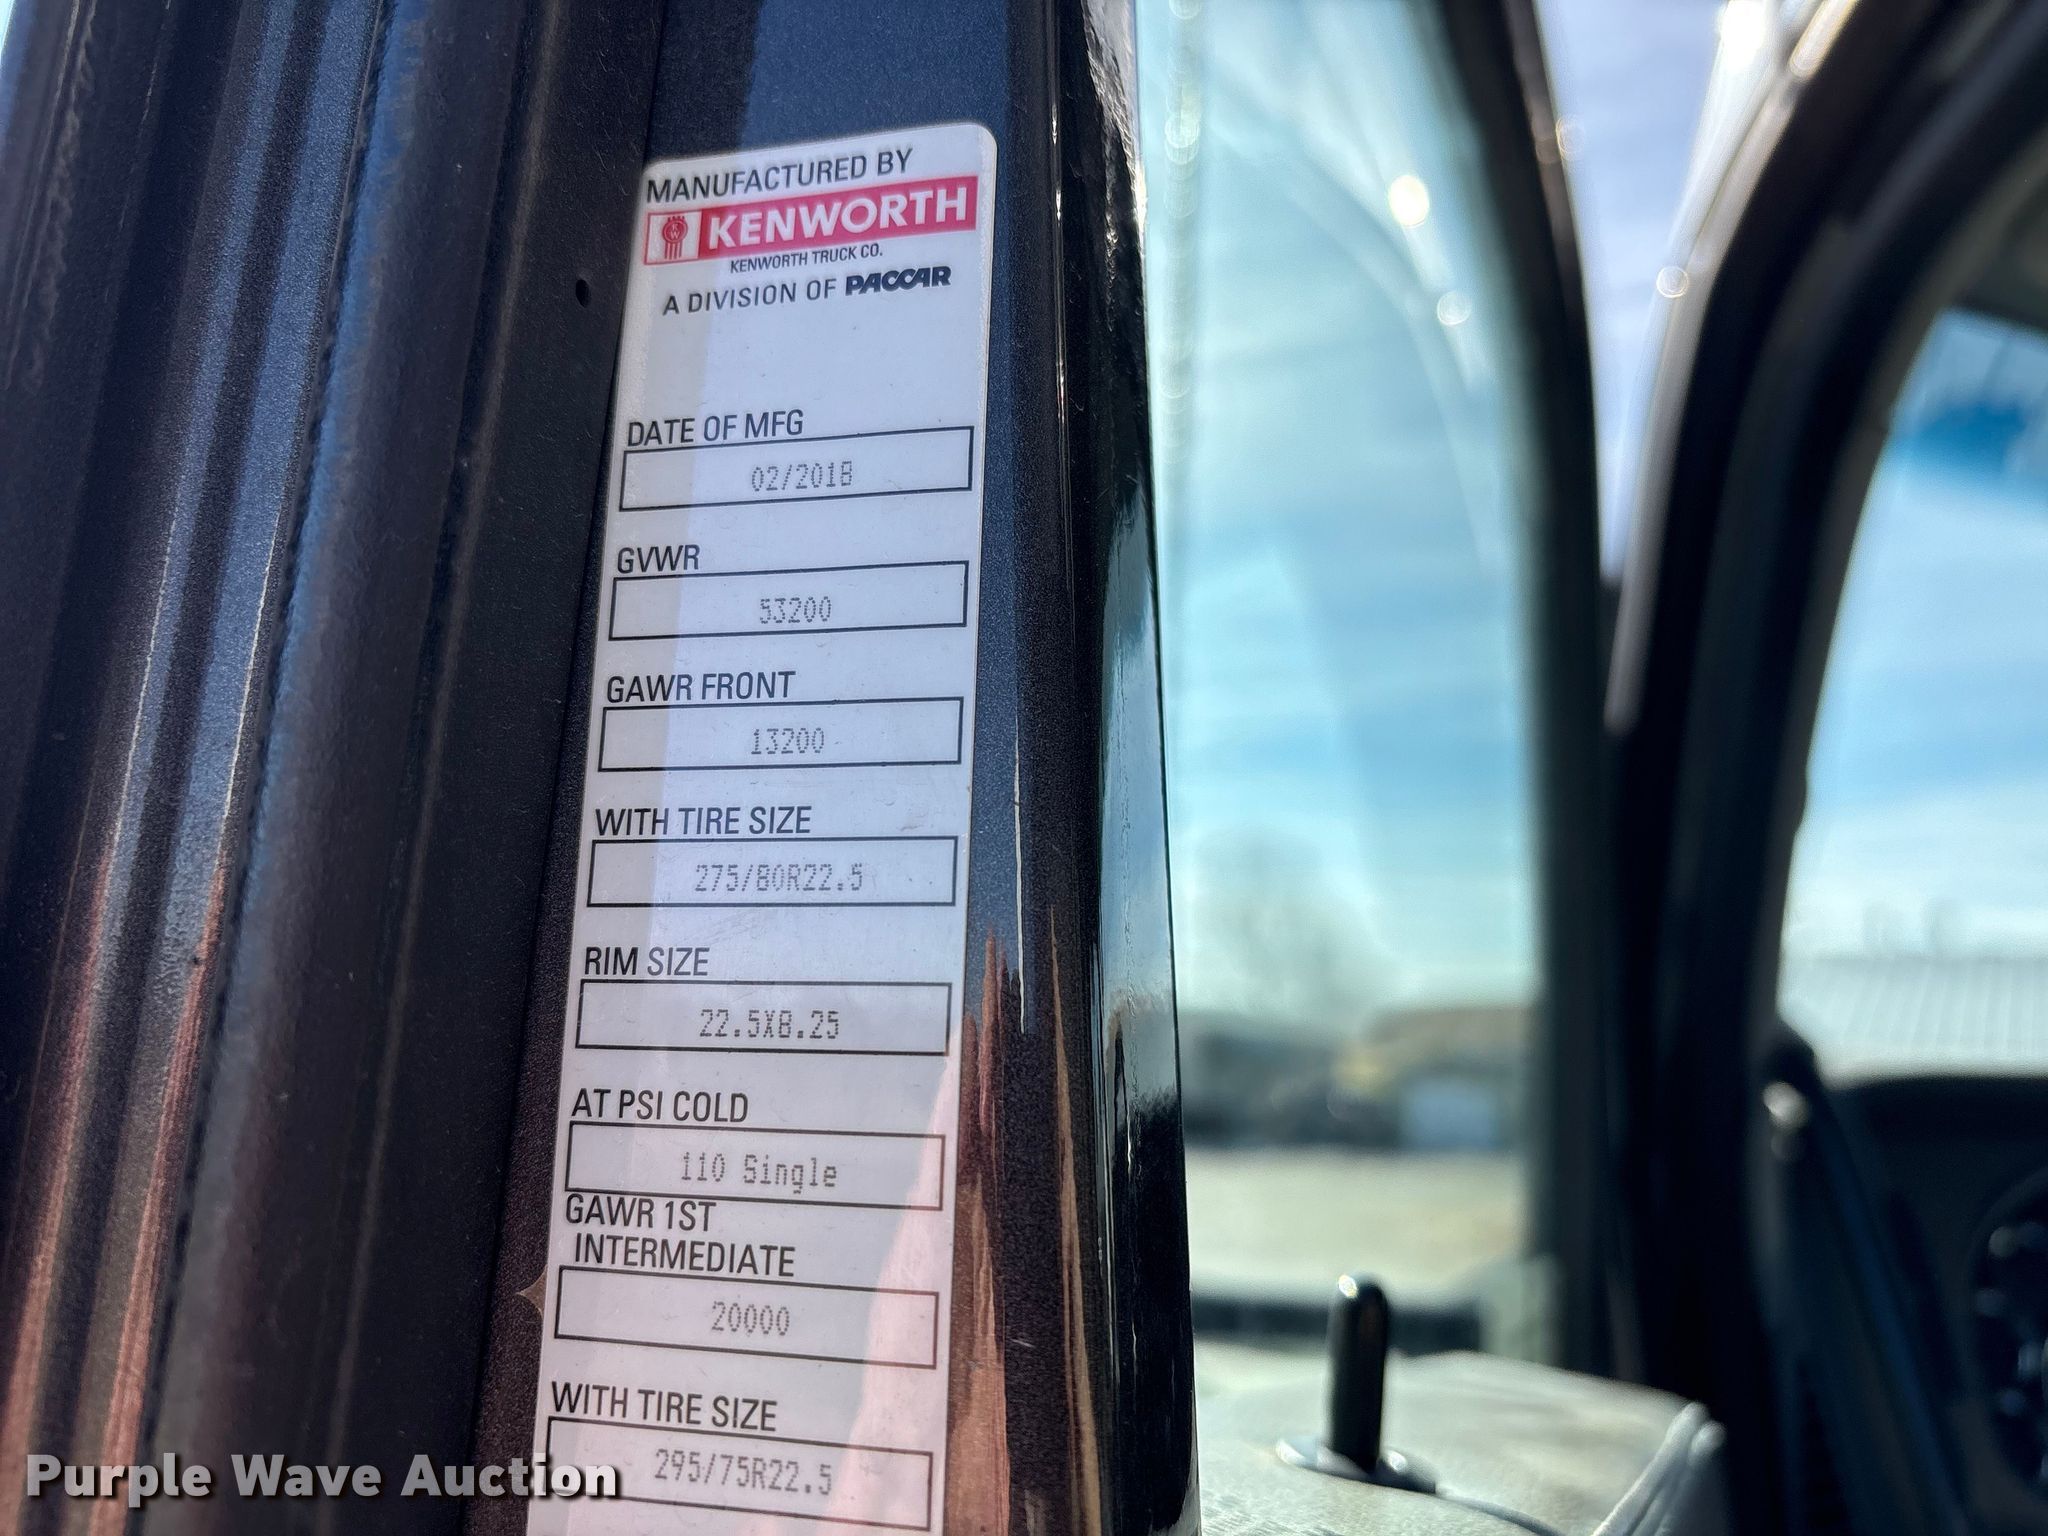 MANUFACTURED BY
KW KENWORTH
KENWORTH TRUCK CO.
A DIVISION OF PACCAR
DATE OF MFG
02/2018
GVWR
53200
GAWR FRONT
13200
WITH TIRE SIZE
275/80R22.5
RIM SIZE
22.5X8.25
AT PSI COLD
110 Single
GAWR 1ST
INTERMEDIATE
20000
WITH TIRE SIZE
295/75R22.5
Purple Wave Auction